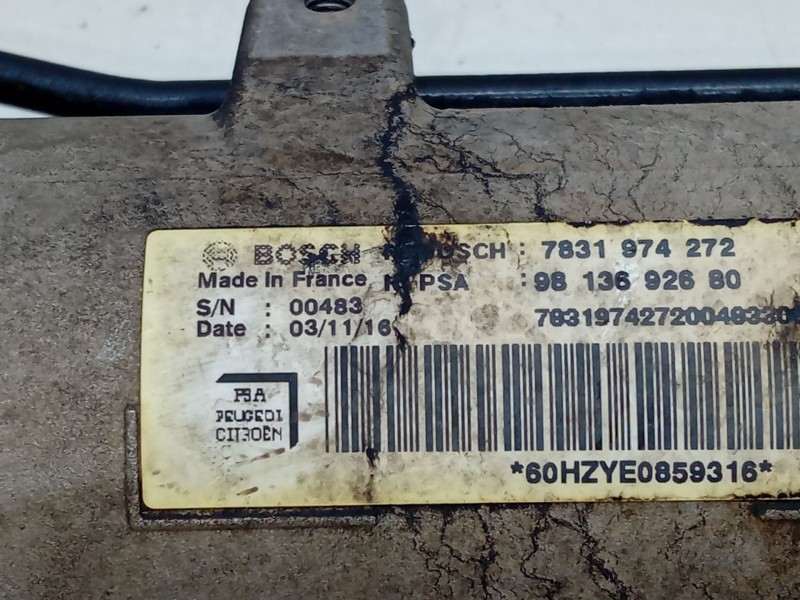 BOSCH : 7831 974 272
Made In France PSA : 98 136 926 80
S/N : 00483
Date : 03/11/16 783197427200483300
PSA
PEUGEOT
CITROËN
*60HZYE0859316*